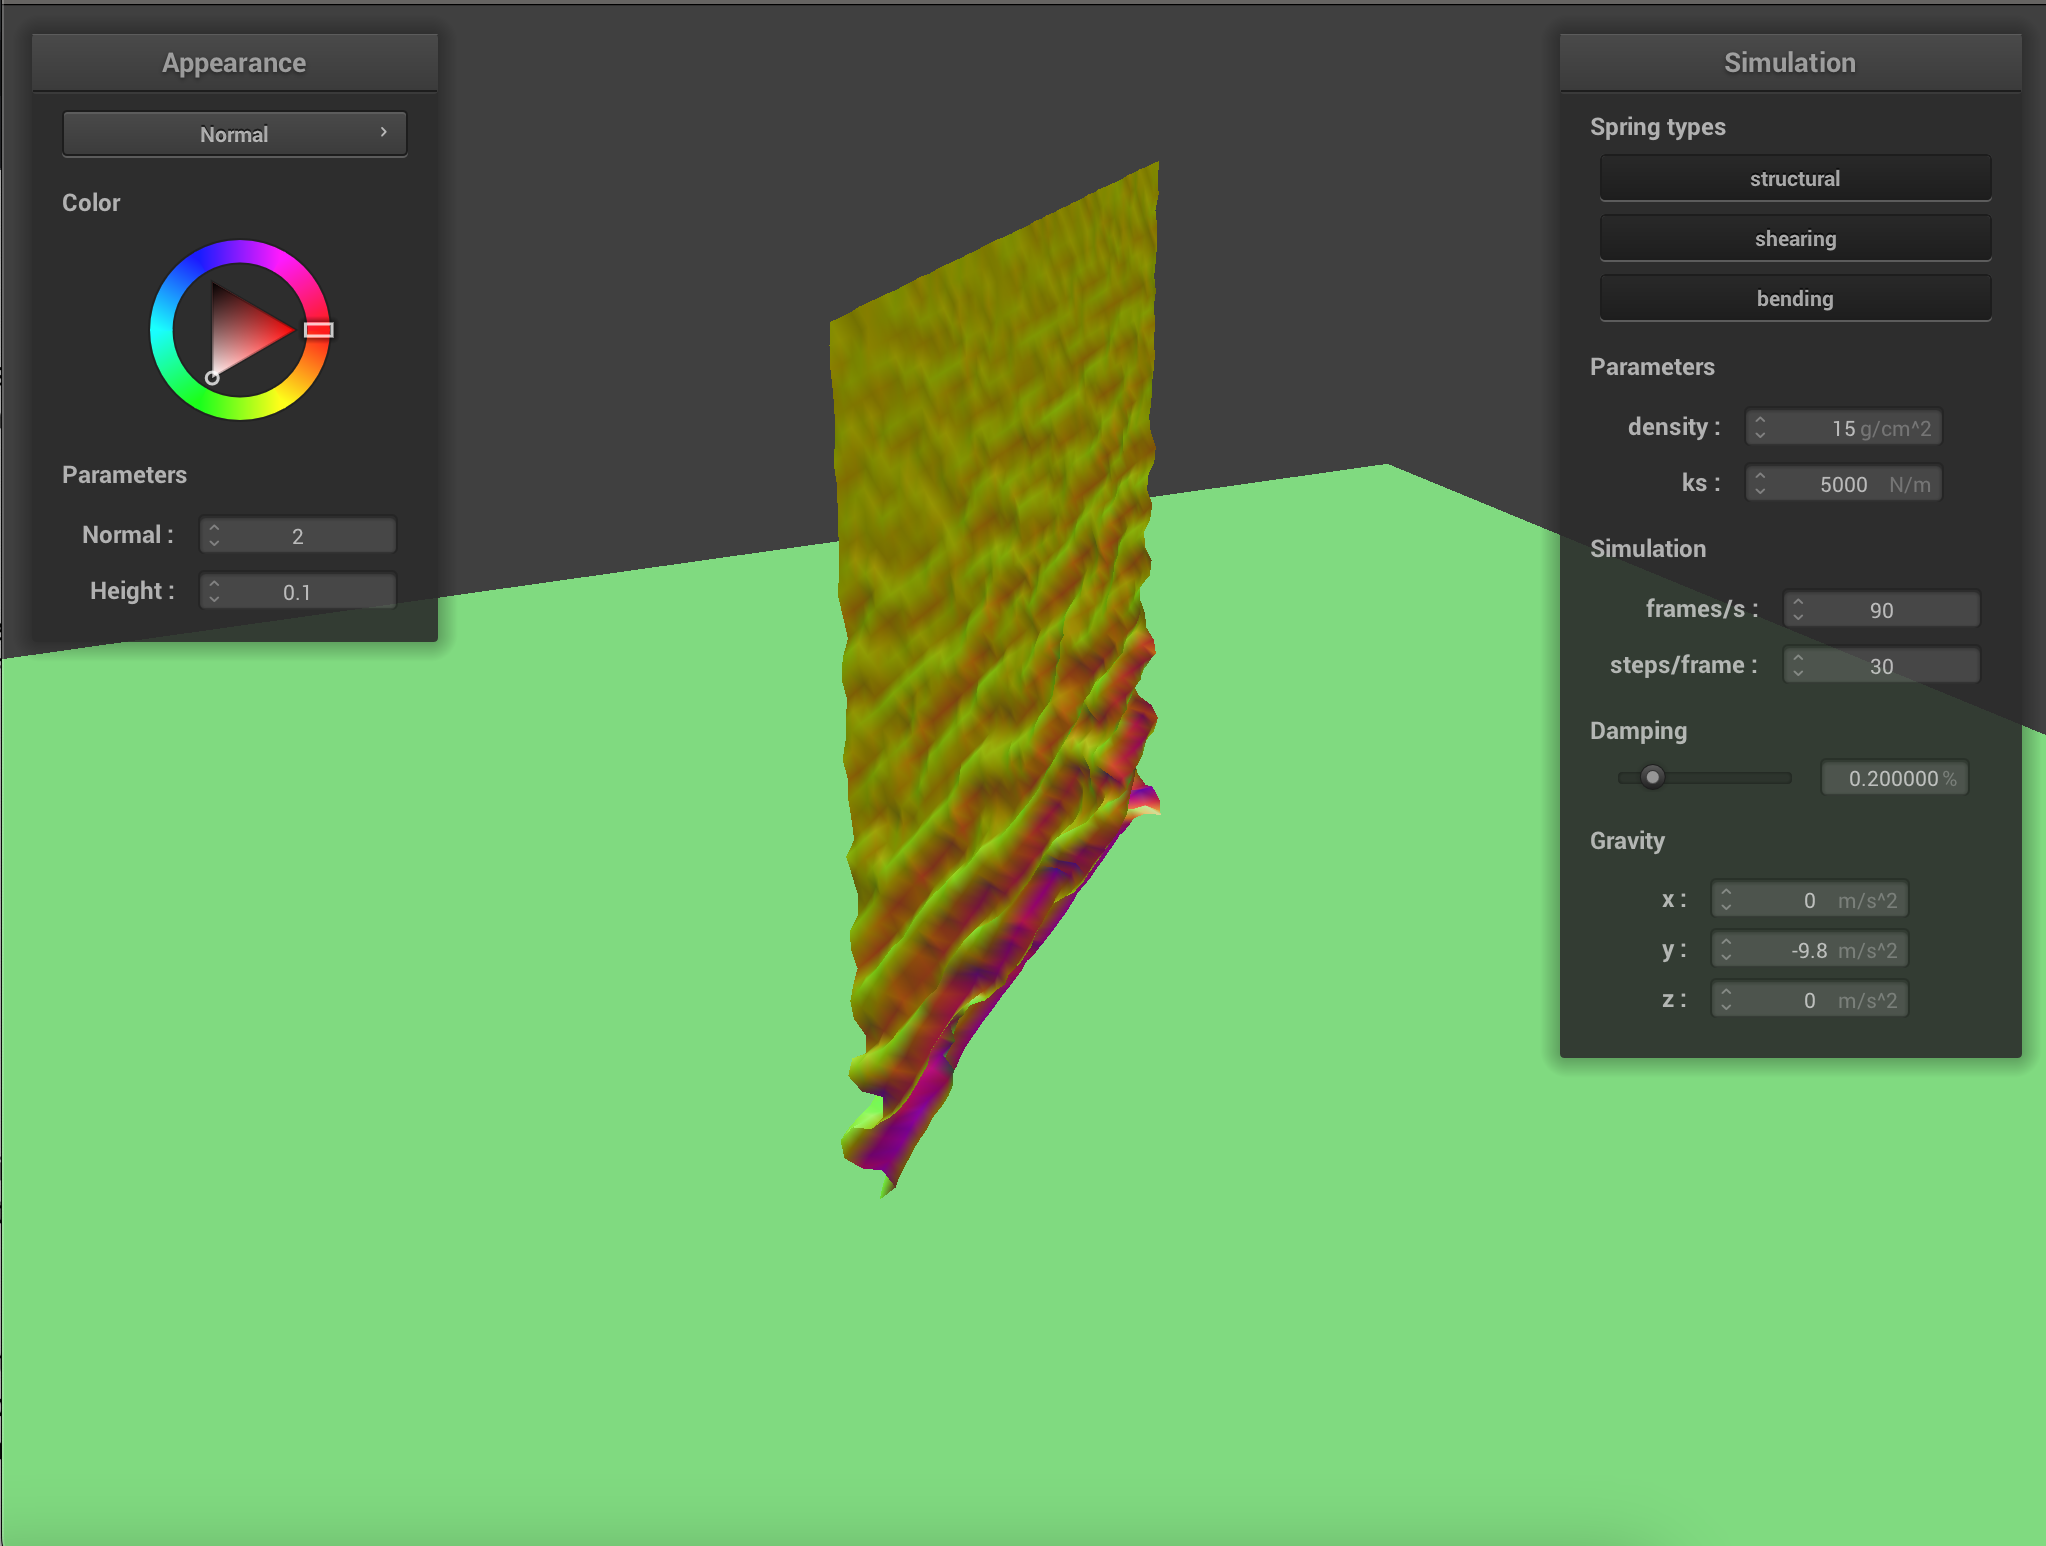 Appearance
Normal
Color
Parameters
Normal : 2
Height : 0.1
Simulation
Spring types
structural
shearing
bending
Parameters
density : 15 g/cm^2
ks : 5000 N/m
Simulation
frames/s : 90
steps/frame : 30
Damping
0.200000 %
Gravity
x : 0 m/s^2
y : -9.8 m/s^2
z : 0 m/s^2